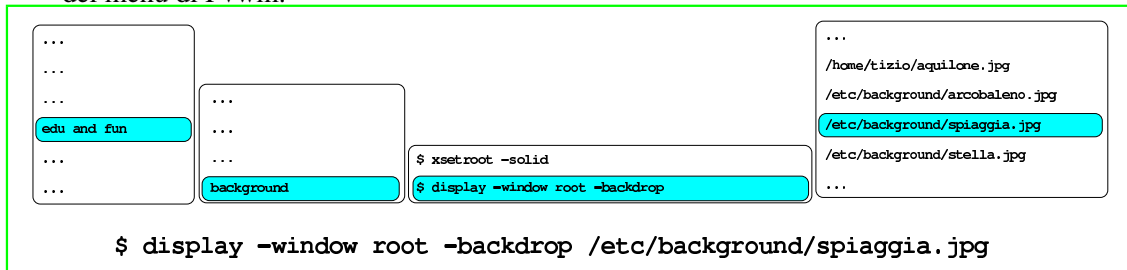 ...
...
...
edu and fun
...
...
...
...
...
background
$ xsetroot -solid
$ display -window root -backdrop
...
/home/tizio/aquilone.jpg
/etc/background/arcobaleno.jpg
/etc/background/spiaggia.jpg
/etc/background/stella.jpg
...
$ display -window root -backdrop /etc/background/spiaggia.jpg